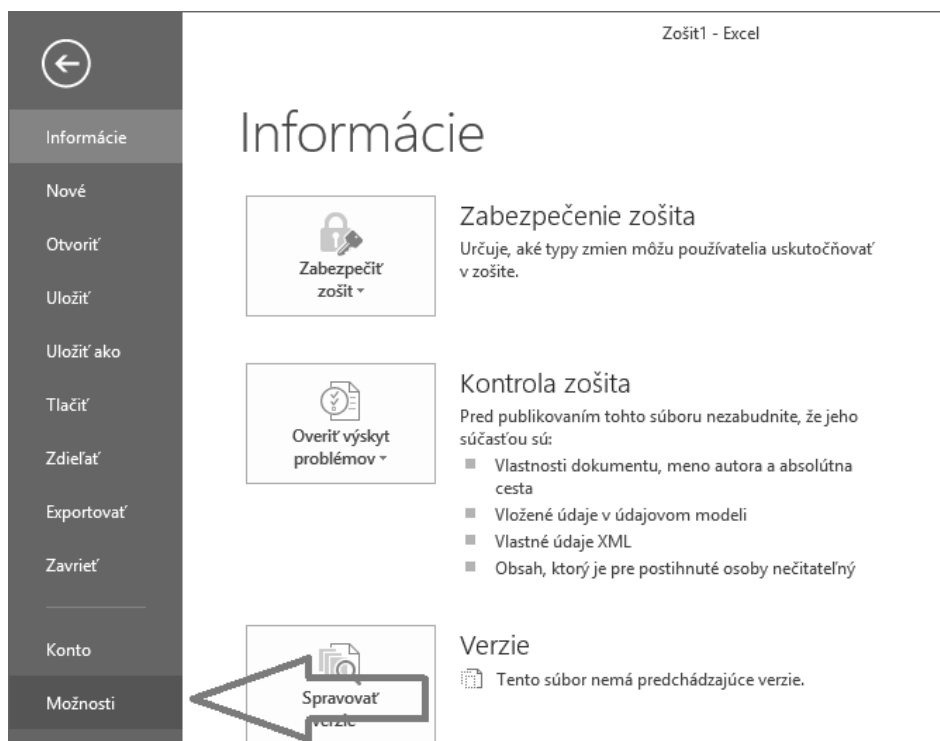 Zošit1 - Excel
Informácie
Nové
Otvoriť
Uložiť
Uložiť ako
Tlačiť
Zdieľať
Exportovať
Zavrieť
Konto
Možnosti
Informácie
Zabezpečiť
zošit
Zabezpečenie zošita
Určuje, aké typy zmien môžu používatelia uskutočňovať
v zošite.
Overiť výskyt
problémov
Kontrola zošita
Pred publikovaním tohto súboru nezabudnite, že jeho
súčasťou sú:
Vlastnosti dokumentu, meno autora a absolútna
cesta
Vložené údaje v údajovom modeli
Vlastné údaje XML
Obsah, ktorý je pre postihnuté osoby nečitateľný
Spravovať
verzie
Verzie
Tento súbor nemá predchádzajúce verzie.